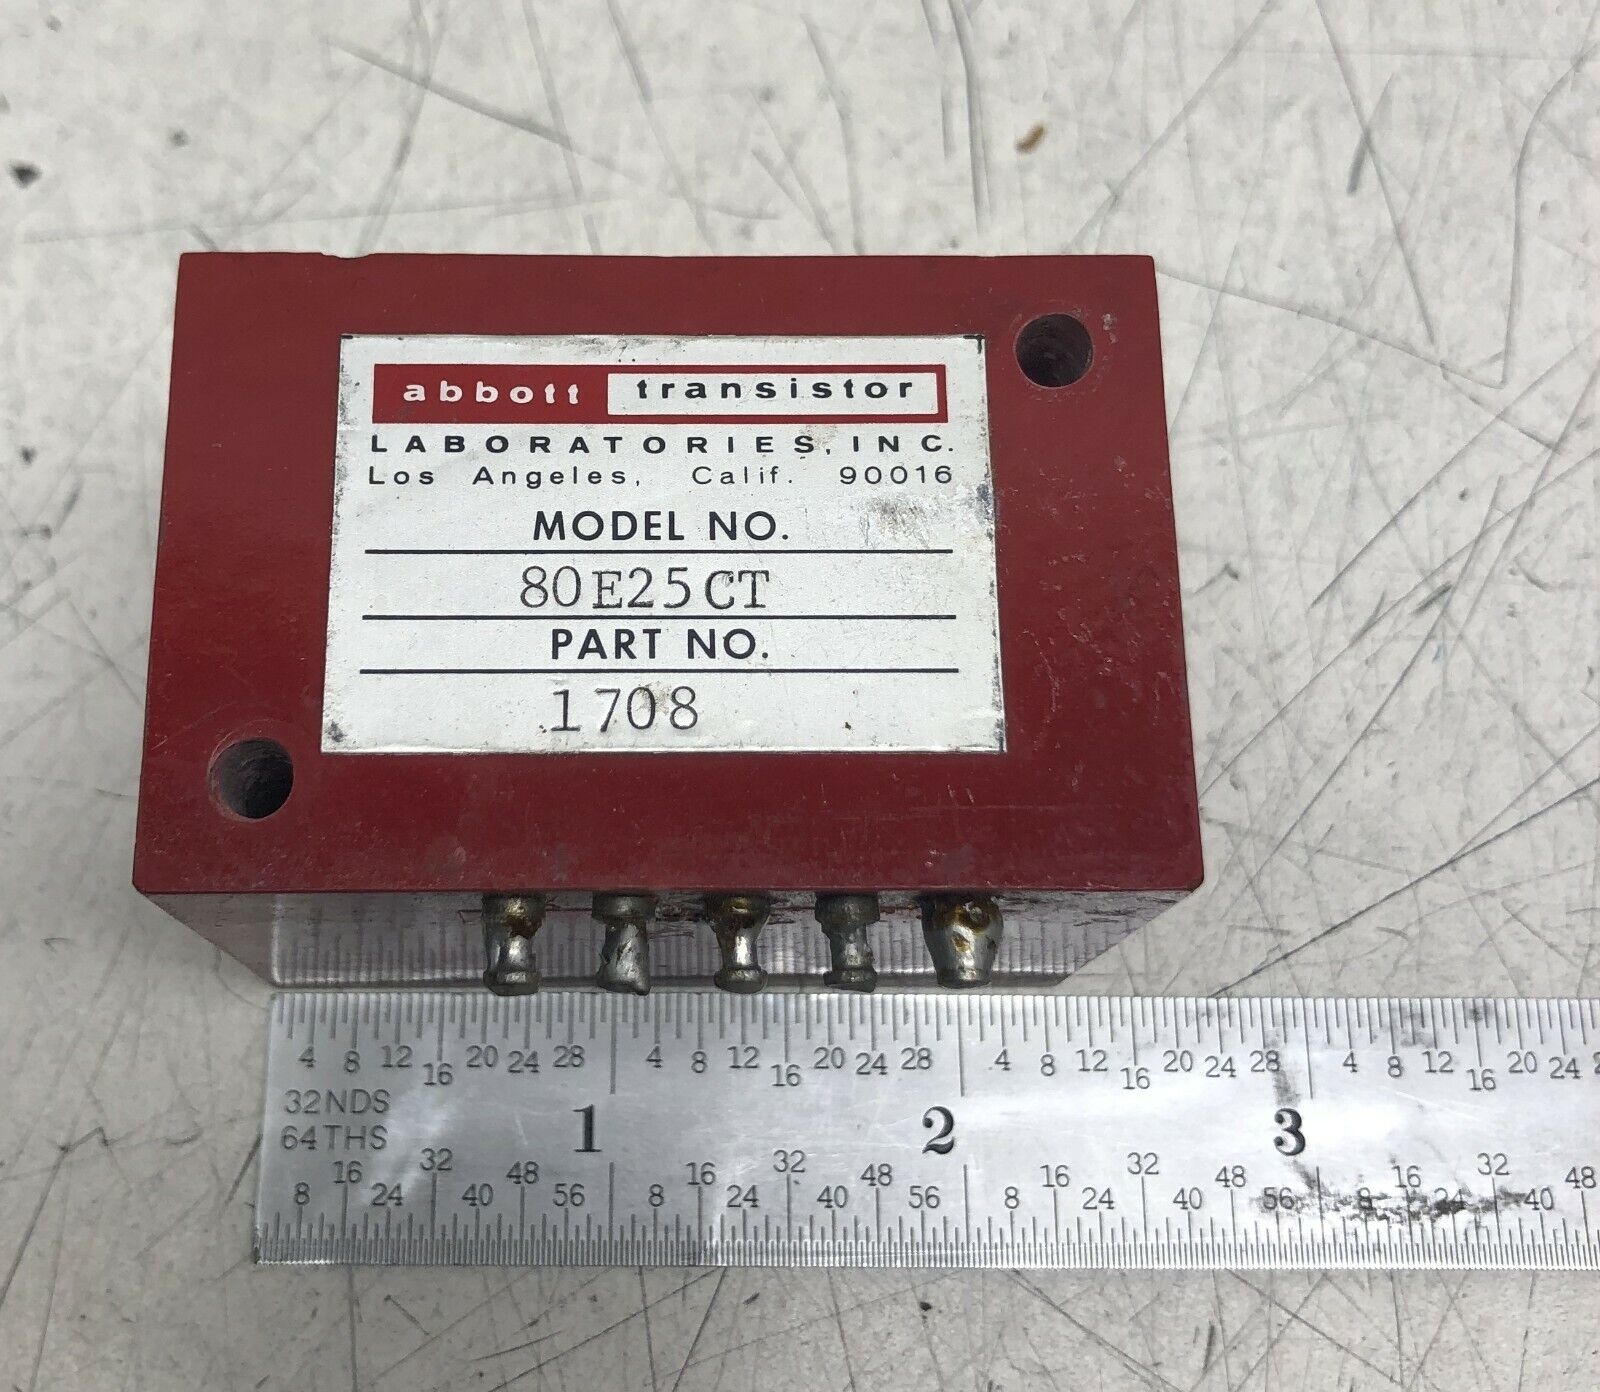 abbott transistor
LABORATORIES, INC.
Los Angeles, Calif. 90016
MODEL NO.
80E25CT
PART NO.
1708
4 8 12 16 20 24 28 4 8 12 16 20 24 28 4 8 12 16 20 24 28 4 8 12 16 20 24
32NDS
1 2 3
64THS
8 16 24 32 40 48 56 8 16 24 32 40 48 56 8 16 24 32 40 48 56 8 16 24 32 40 48